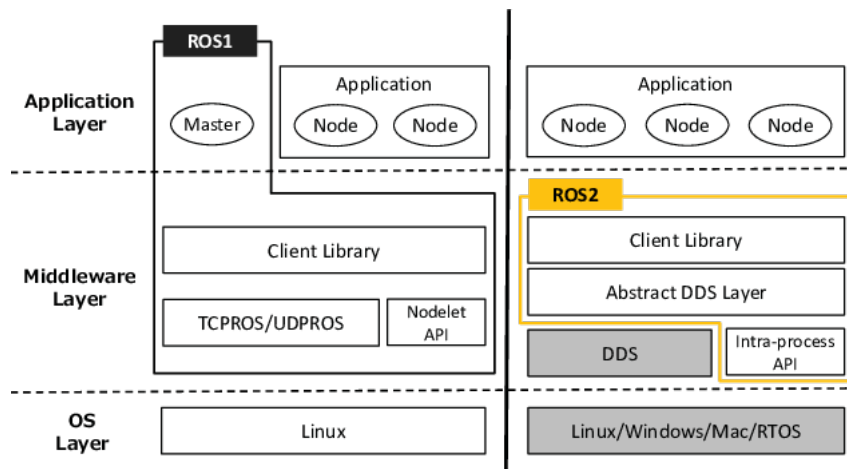 ROS1
Application
Layer
Master
Application
Node Node
Application
Node Node Node
Middleware
Layer
Client Library
TCPROS/UDPROS
Nodelet
API
ROS2
Client Library
Abstract DDS Layer
DDS
Intra-process
API
OS
Layer
Linux
Linux/Windows/Mac/RTOS